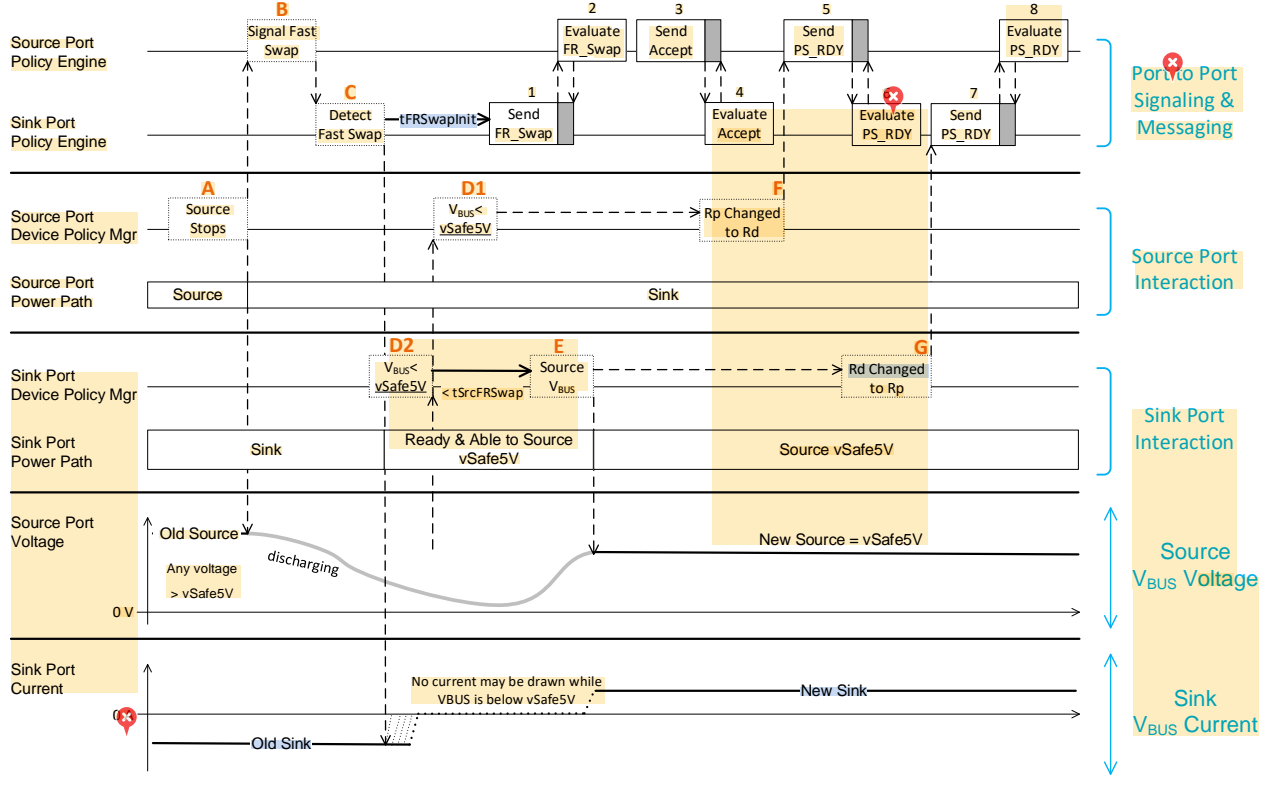 B
2
3
5
8
Source Port
Policy Engine
Signal Fast
Swap
Evaluate
FR_Swap
Send
Accept
Send
PS_RDY
Evaluate
PS_RDY
Port to Port
Signaling &
Messaging
C
1
4
7
Sink Port
Policy Engine
Detect
Fast Swap
tFRSwapInit
Send
FR_Swap
Evaluate
Accept
Evaluate
PS_RDY
Send
PS_RDY
A
D1
F
Source Port
Device Policy Mgr
Source
Stops
VBUS<
vSafe5V
Rp Changed
to Rd
Source Port
Interaction
Source Port
Power Path
Source
Sink
D2
E
G
Sink Port
Device Policy Mgr
VBUS<
vSafe5V
< tSrcFRSwap
Source
VBUS
Rd Changed
to Rp
Sink Port
Interaction
Sink Port
Power Path
Sink
Ready & Able to Source
vSafe5V
Source vSafe5V
Source Port
Voltage
Old Source
discharging
New Source = vSafe5V
Any voltage
> vSafe5V
0 V
Source
VBUS Voltage
Sink Port
Current
No current may be drawn while
VBUS is below vSafe5V
New Sink
Old Sink
Sink
VBUS Current